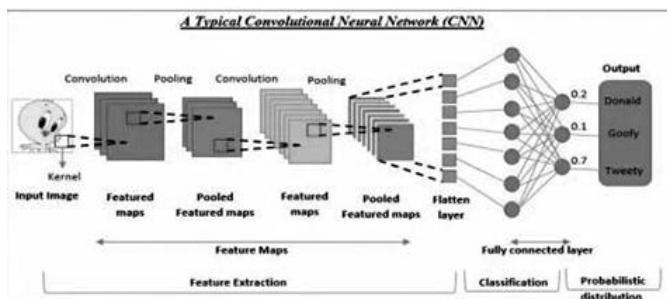 A Typical Convolutional Neural Network (CNN)
Convolution Pooling Convolution Pooling
Output
0.2 Donald
0.1 Goofy
0.7 Tweety
Kernel
Input Image
Featured maps
Pooled Featured maps
Featured maps
Pooled Featured maps
Flatten layer
Feature Maps
Fully connected layer
Feature Extraction
Classification
Probabilistic distribution